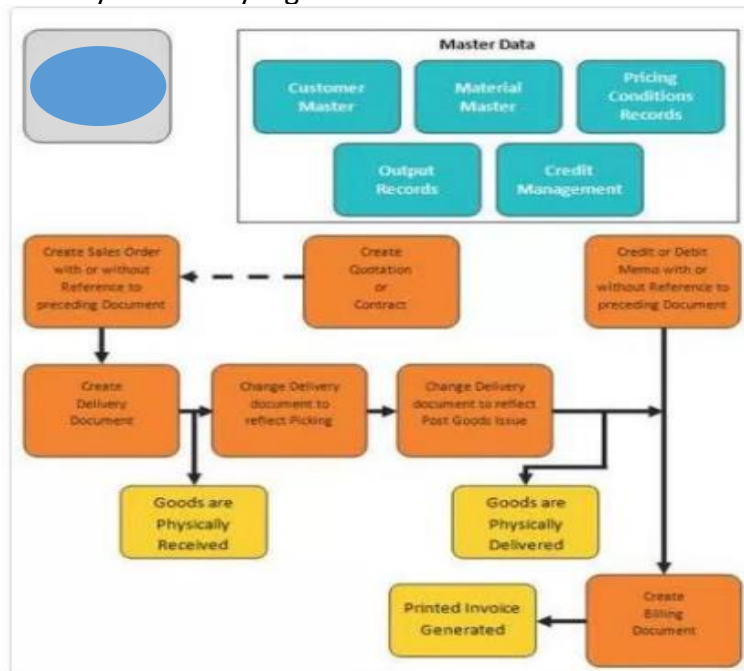 Master Data
Customer
Master
Material
Master
Pricing
Conditions
Records
Output
Records
Credit
Management
Create Sales Order
with or without
Reference to
preceding Document
Create
Quotation
or
Contract
Credit or Debit
Memo with or
without Reference to
preceding Document
Create
Delivery
Document
Change Delivery
document to
reflect Picking
Change Delivery
document to reflect
Post Goods Issue
Goods are
Physically
Received
Goods are
Physically
Delivered
Printed Invoice
Generated
Create
Billing
Document